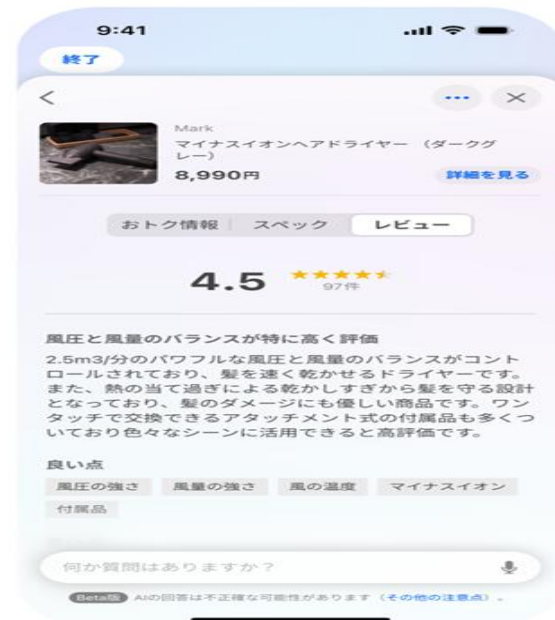 9:41
終了
Mark
マイナスイオンヘアドライヤー （ダークグ
レー）
8,990円
詳細を見る
おトク情報
スペック
レビュー
4.5
97件
風圧と風量のバランスが特に高く評価
2.5m3/分のパワフルな風圧と風量のバランスがコント
ロールされており、髪を速く乾かせるドライヤーです。
また、熱の当て過ぎによる乾かしすぎから髪を守る設計
となっており、髪のダメージにも優しい商品です。ワン
タッチで交換できるアタッチメント式の付属品も多くつ
いており色々なシーンに活用できると高評価です。
良い点
風圧の強さ 風量の強さ 風の温度 マイナスイオン
付属品
何か質問はありますか？
Beta版 AIの回答は不正確な可能性があります（その他の注意点）。